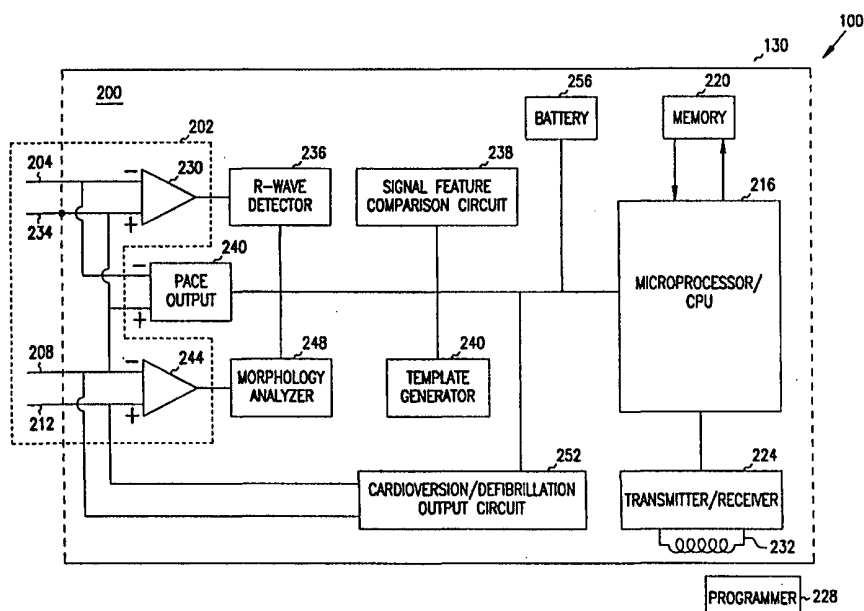 100
130
200
202
204
−
230
234
+
236
R-WAVE
DETECTOR
238
SIGNAL FEATURE
COMPARISON CIRCUIT
256
BATTERY
220
MEMORY
216
MICROPROCESSOR/
CPU
−
240
PACE
OUTPUT
+
208
−
244
212
+
248
MORPHOLOGY
ANALYZER
240
TEMPLATE
GENERATOR
252
CARDIOVERSION/DEFIBRILLATION
OUTPUT CIRCUIT
224
TRANSMITTER/RECEIVER
232
PROGRAMMER
228